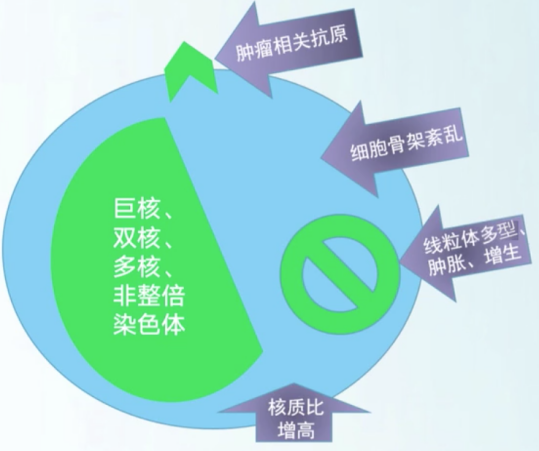 肿瘤相关抗原
细胞骨架紊乱
巨核、
双核、
多核、
非整倍
染色体
线粒体多型、
肿胀、增生
核质比
增高